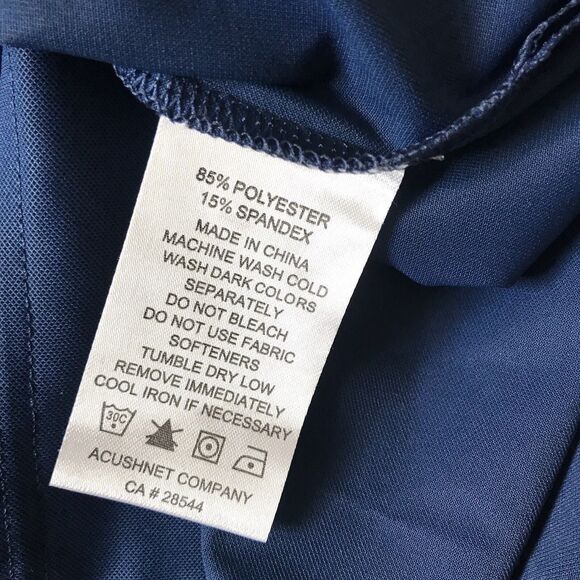 85% POLYESTER
15% SPANDEX
MADE IN CHINA
MACHINE WASH COLD
WASH DARK COLORS
SEPARATELY
DO NOT BLEACH
DO NOT USE FABRIC
SOFTENERS
TUMBLE DRY LOW
REMOVE IMMEDIATELY
COOL IRON IF NECESSARY
30C
ACUSHNET COMPANY
CA # 28544